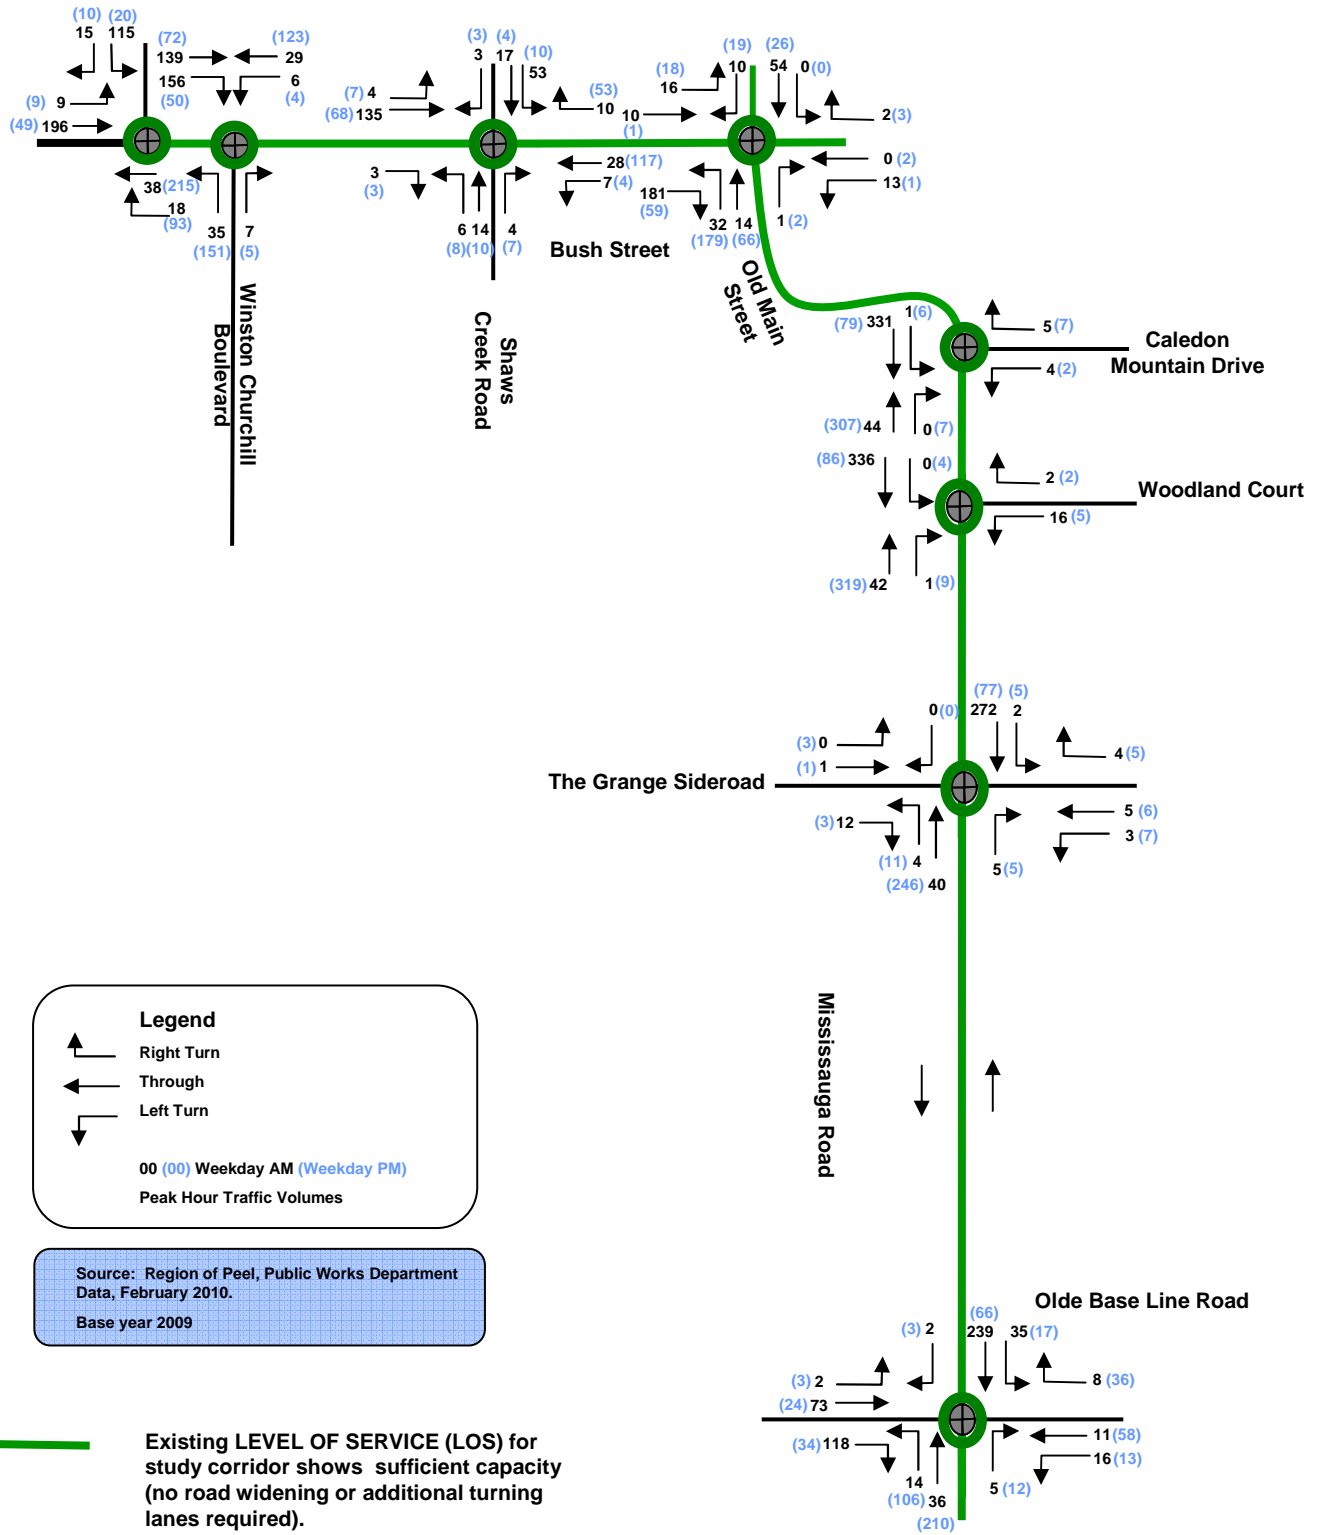 (10) (20)
15 115
(72)
139
(123)
29
156
(50)
6
(4)
(9) 9
(49) 196
38 (215)
18
(93)
35 7
(151) (5)
(3) (4)
3 17
(10)
53
(7) 4
(68) 135
(53)
10
3
(3)
28 (117)
7 (4)
6 14 4
(8) (10) (7)
Bush Street
(19) (26)
10 54 0 (0)
(18)
16
10
(1)
2 (3)
0 (2)
13 (1)
181
(59)
32 14
(179) (66)
1 (2)
Winston Churchill
Boulevard
Shaws
Creek Road
Old Main
Street
1 (6)
(79) 331
5 (7)
Caledon
Mountain Drive
4 (2)
(307) 44
0 (7)
(86) 336
0 (4)
2 (2)
Woodland Court
16 (5)
(319) 42
1 (9)
(77) (5)
0 (0) 272 2
(3) 0
(1) 1
4 (5)
The Grange Sideroad
(3) 12
5 (6)
3 (7)
(11) 4
(246) 40
5 (5)
Mississauga Road
Legend
Right Turn
Through
Left Turn
00 (00) Weekday AM (Weekday PM)
Peak Hour Traffic Volumes
Source: Region of Peel, Public Works Department
Data, February 2010.
Base year 2009
Olde Base Line Road
(66)
(3) 2 239 35 (17)
(3) 2
(24) 73
8 (36)
(34) 118
11 (58)
16 (13)
14
(106) 36
(210)
5 (12)
Existing LEVEL OF SERVICE (LOS) for
study corridor shows sufficient capacity
(no road widening or additional turning
lanes required).